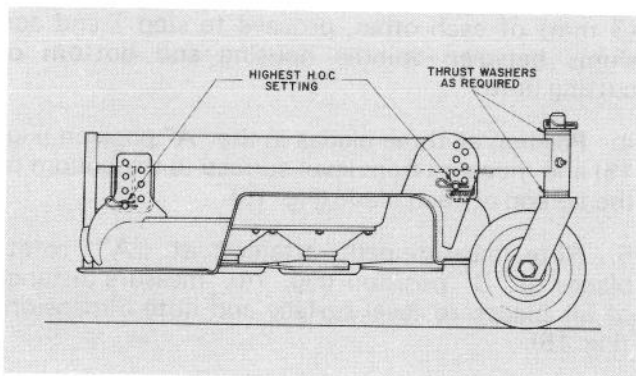 HIGHEST H.O.C.
SETTING
THRUST WASHERS
AS REQUIRED